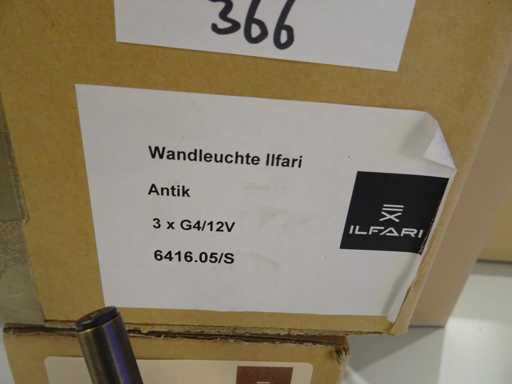 366
Wandleuchte Ilfari
Antik
3 x G4/12V
6416.05/S
ILFARI